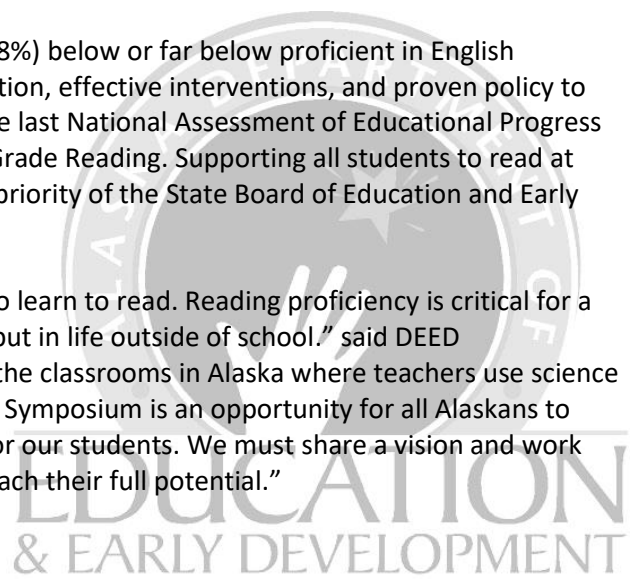 8%) below or far below proficient in English
tion, effective interventions, and proven policy to
e last National Assessment of Educational Progress
Grade Reading. Supporting all students to read at
priority of the State Board of Education and Early
o learn to read. Reading proficiency is critical for a
out in life outside of school.” said DEED
the classrooms in Alaska where teachers use science
Symposium is an opportunity for all Alaskans to
or our students. We must share a vision and work
ach their full potential.”
ALASKA DEPARTMENT OF
EDUCATION
& EARLY DEVELOPMENT